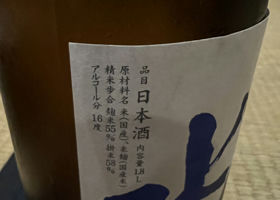 品目 日本酒 内容量1.8L
原材料名 米(国産)、米麹(国産米)
精米歩合 麹米55% 掛米58%
アルコール分 16度